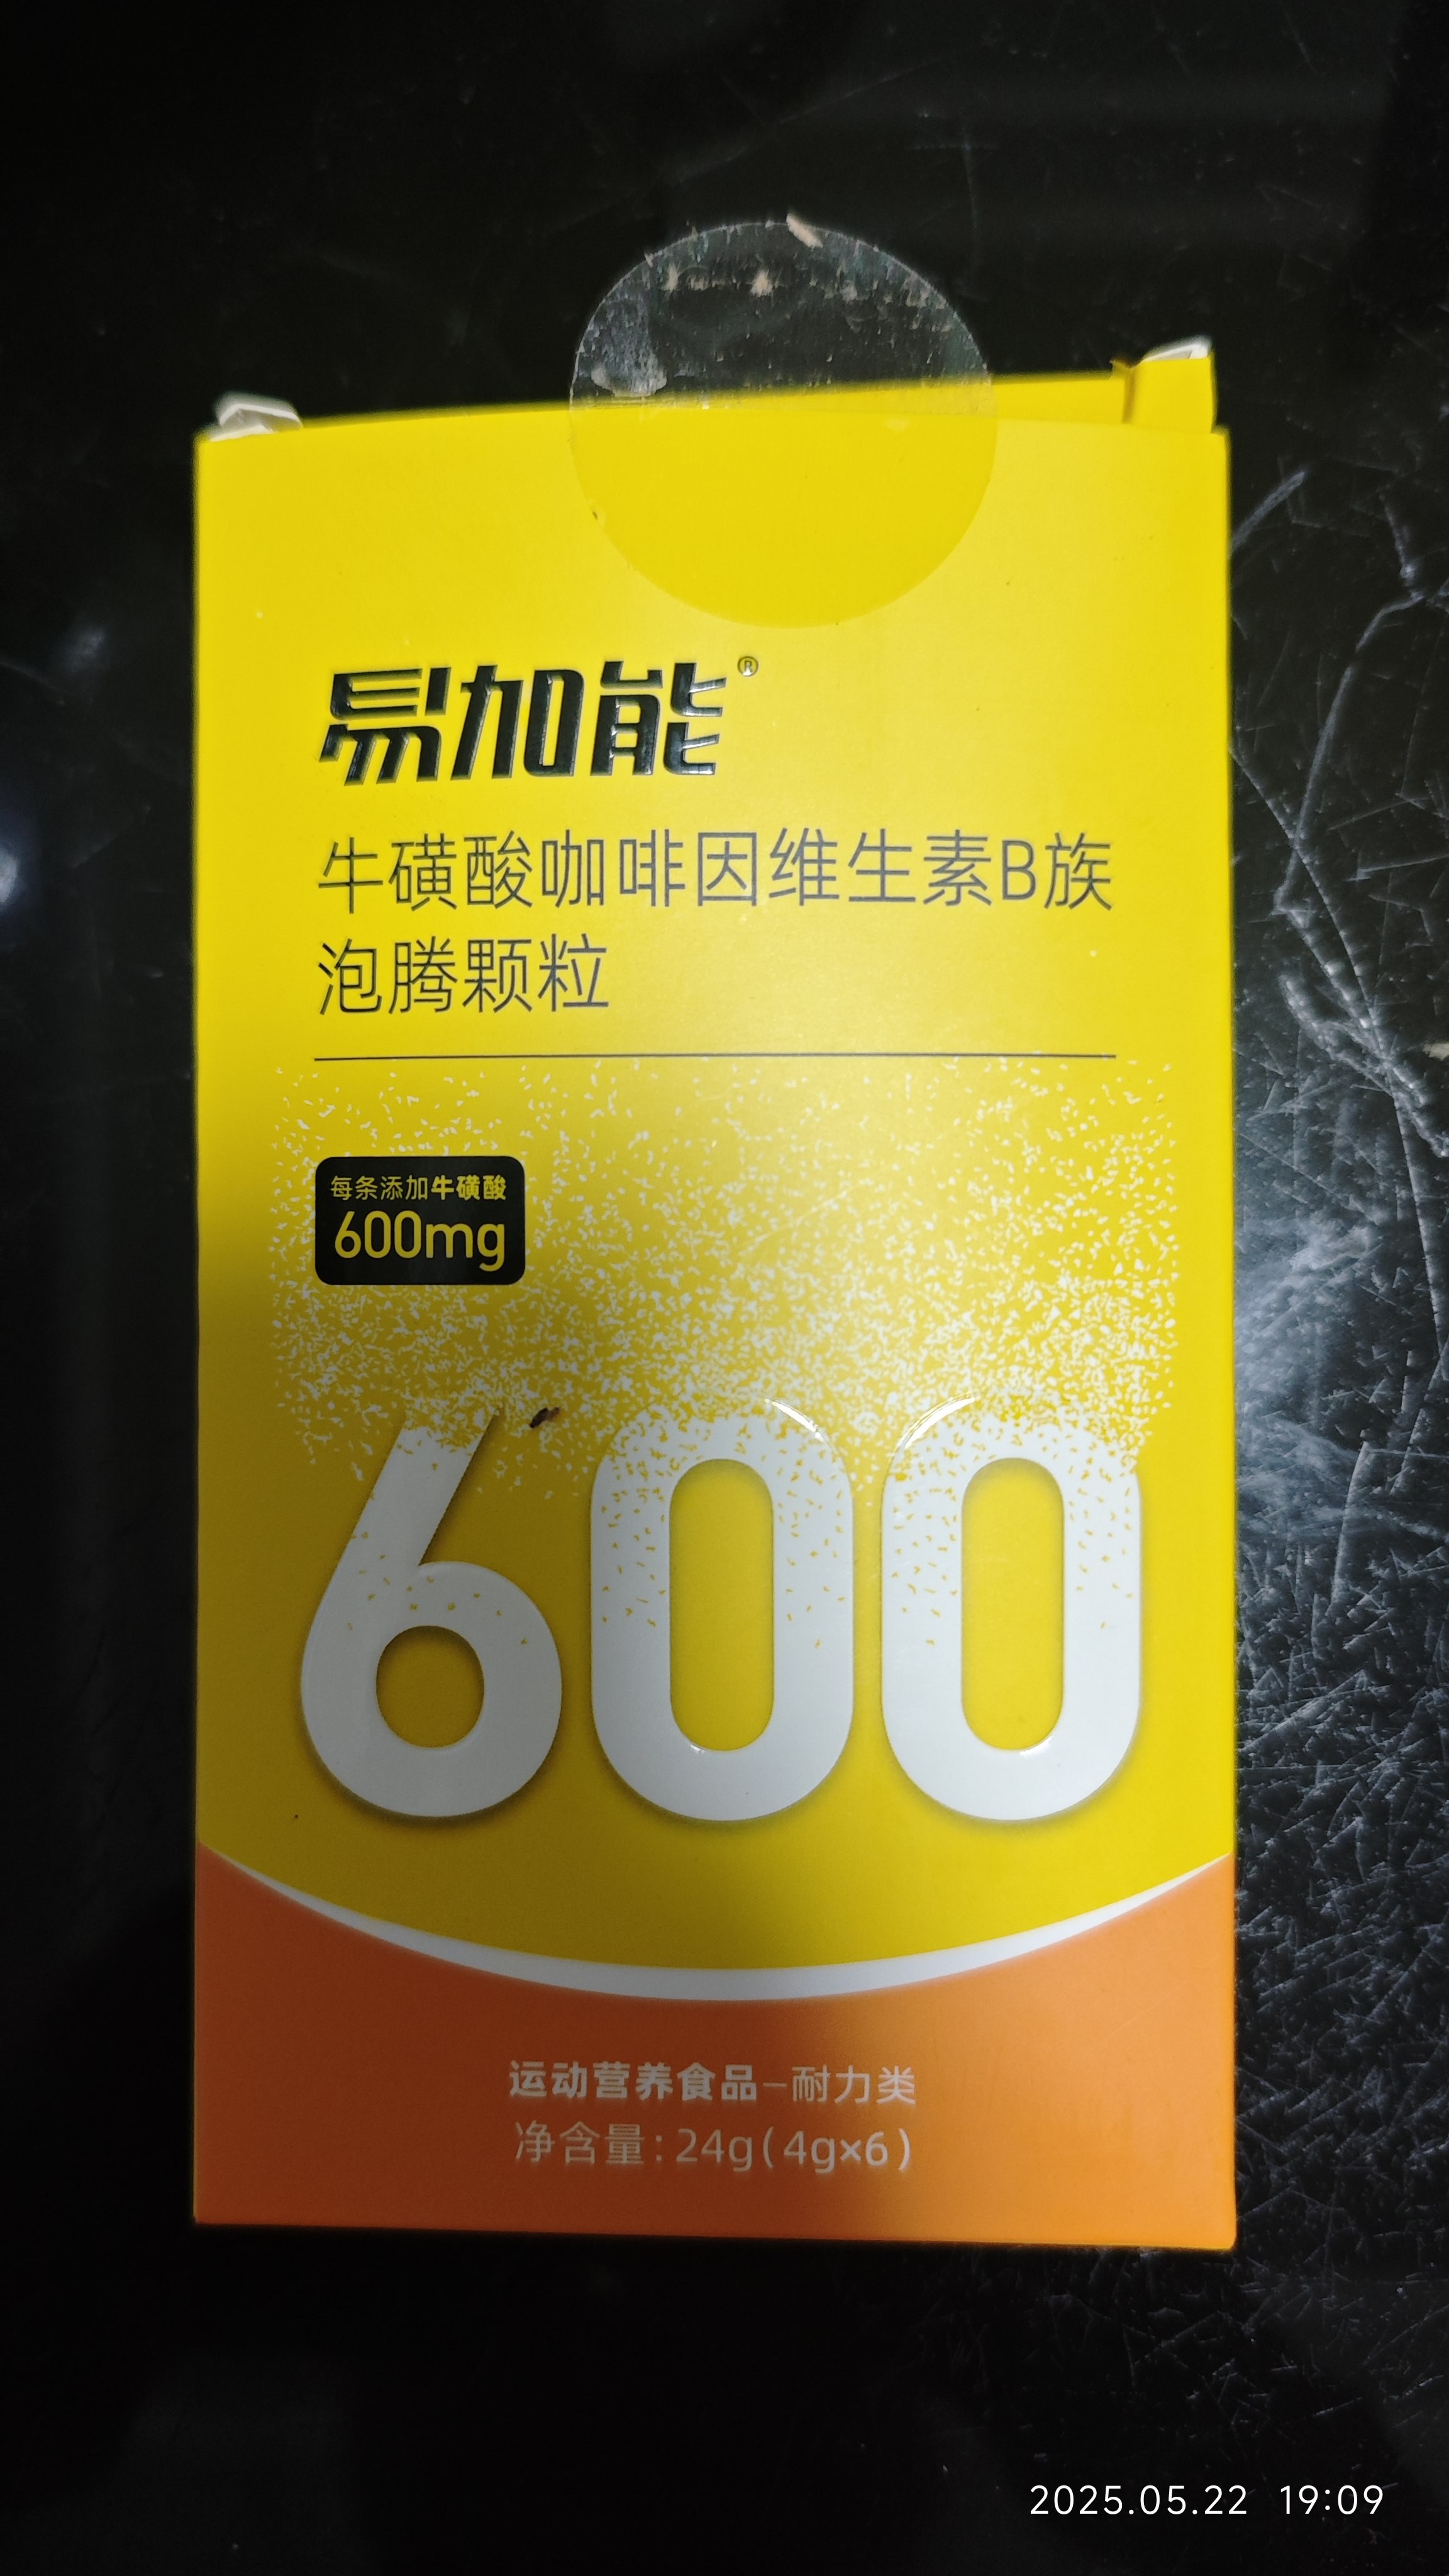 易加能®
牛磺酸咖啡因维生素B族
泡腾颗粒
每条添加牛磺酸
600mg
600
运动营养食品–耐力类
净含量:24g(4g×6)
2025.05.22 19:09